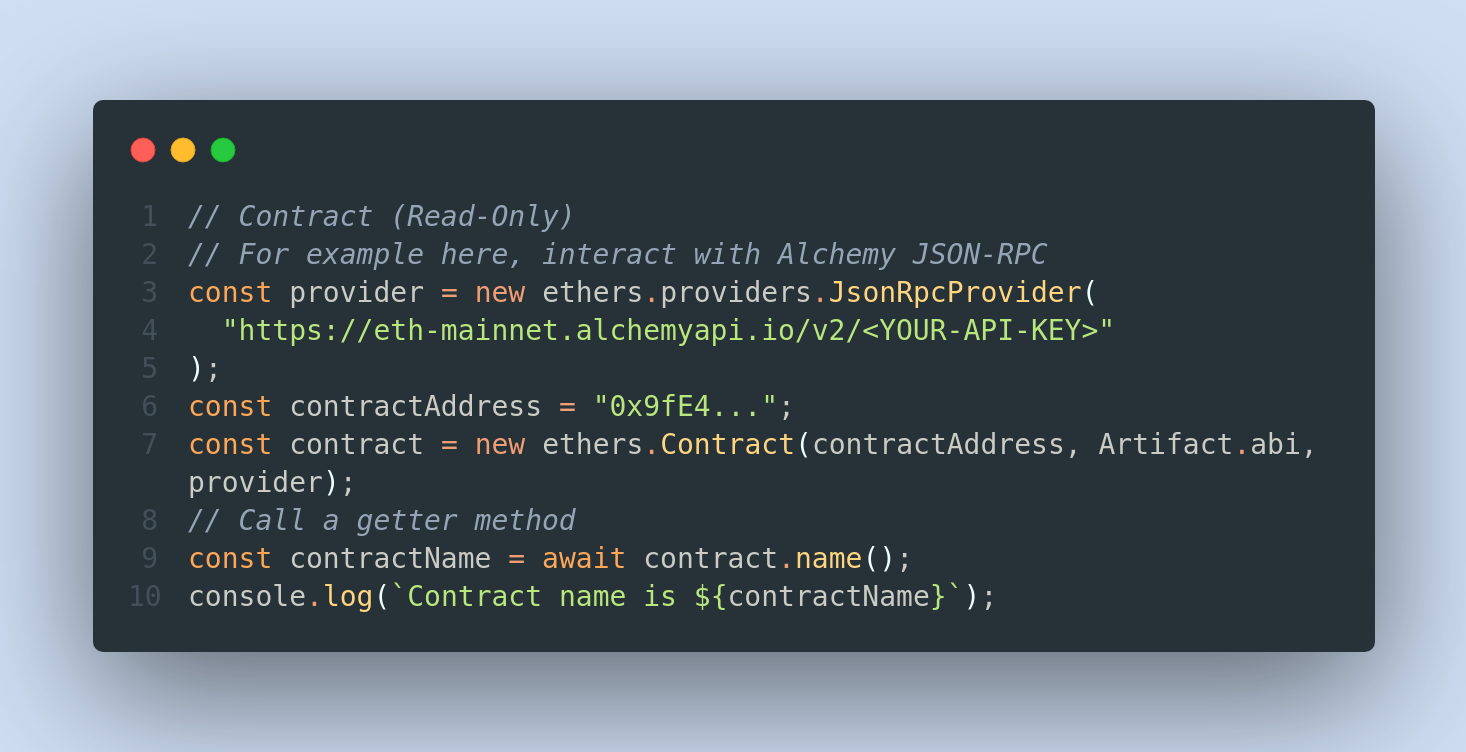 1 // Contract (Read-Only)
2 // For example here, interact with Alchemy JSON-RPC
3 const provider = new ethers.providers.JsonRpcProvider(
4   "https://eth-mainnet.alchemyapi.io/v2/<YOUR-API-KEY>"
5 );
6 const contractAddress = "0x9fE4...";
7 const contract = new ethers.Contract(contractAddress, Artifact.abi,
provider);
8 // Call a getter method
9 const contractName = await contract.name();
10 console.log(`Contract name is ${contractName}`);